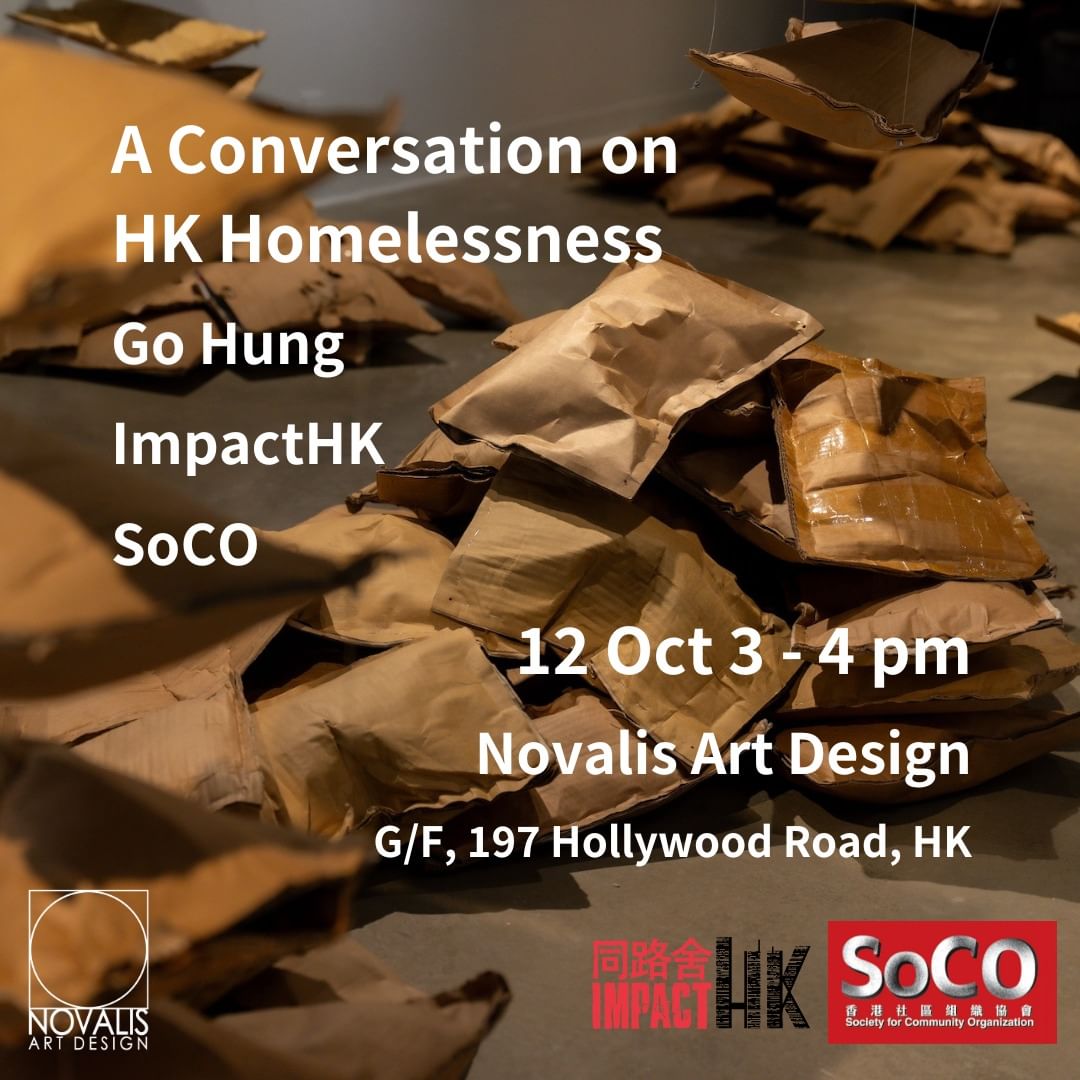 A Conversation on
HK Homelessness
Go Hung
ImpactHK
SoCO
12 Oct 3 - 4 pm
Novalis Art Design
G/F, 197 Hollywood Road, HK
NOVALIS
ART DESIGN
同路舍
IMPACT HK
SoCO
香港社區組織協會
Society for Community Organization